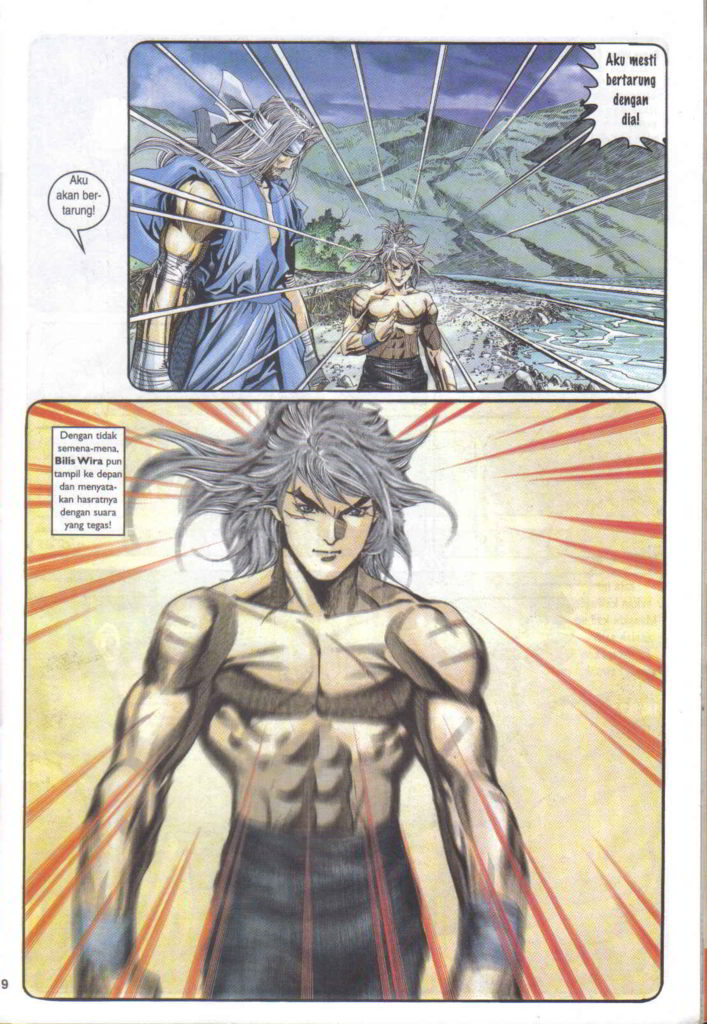 Aku mesti
bertarung
dengan
dia!
Aku
akan ber-
tarung!
Dengan tidak
semena-mena,
Bilis Wira pun
tampil ke depan
dan menyata-
kan hasratnya
dengan suara
yang tegas!
9